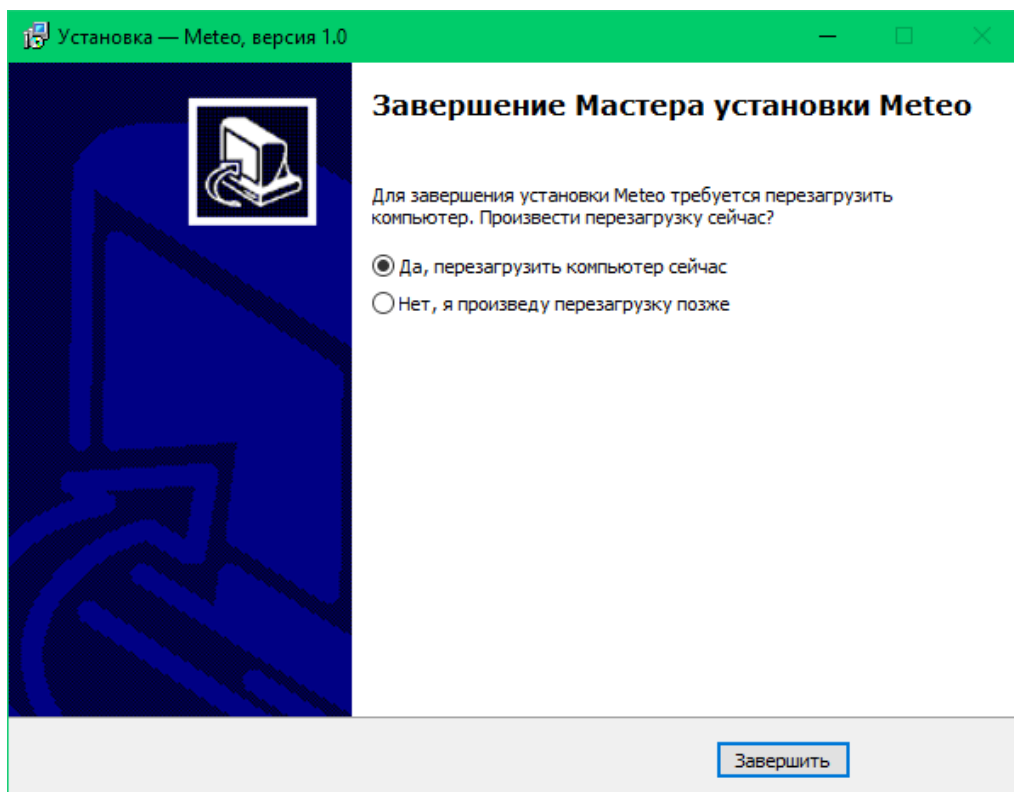 Установка — Meteo, версия 1.0
Завершение Мастера установки Meteo
Для завершения установки Meteo требуется перезагрузить
компьютер. Произвести перезагрузку сейчас?
Да, перезагрузить компьютер сейчас
Нет, я произведу перезагрузку позже
Завершить